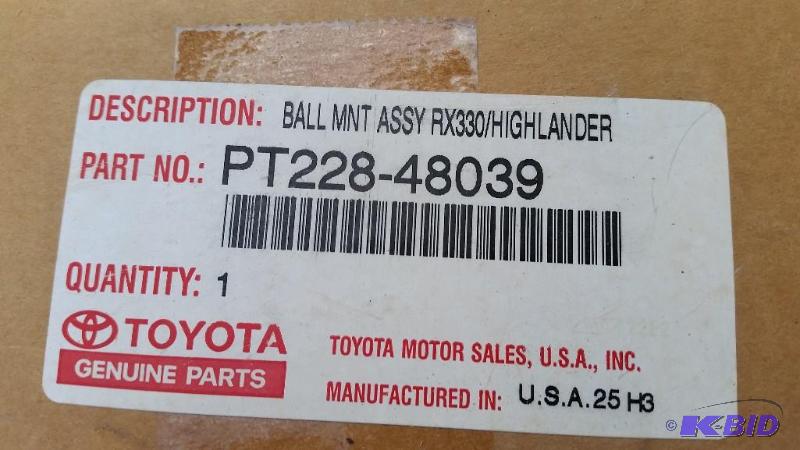 DESCRIPTION: BALL MNT ASSY RX330/HIGHLANDER
PART NO.: PT228-48039
QUANTITY: 1
TOYOTA
GENUINE PARTS
TOYOTA MOTOR SALES, U.S.A., INC.
MANUFACTURED IN: U.S.A.25 H3
© K-BID